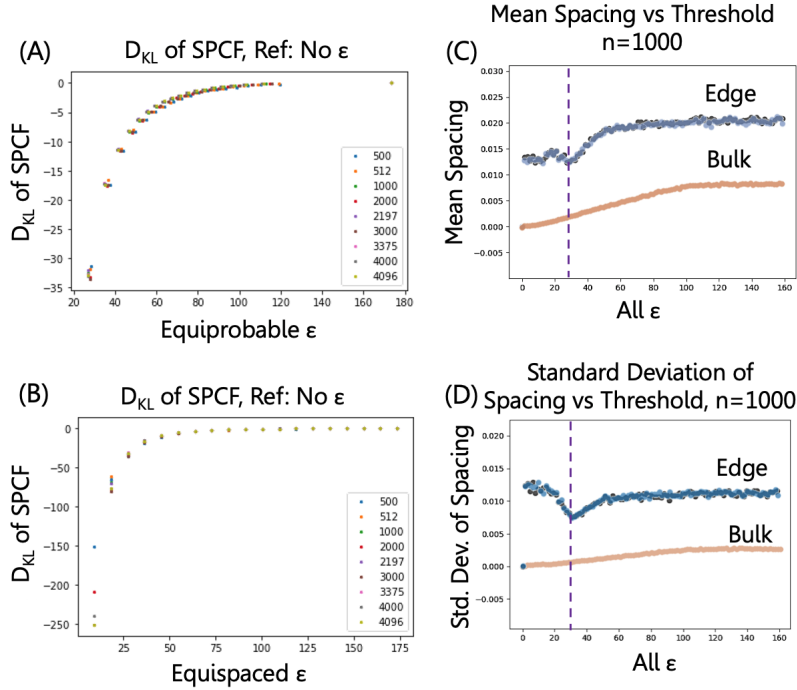 (A)
D_KL of SPCF, Ref: No ε
D_KL of SPCF
0
−5
−10
−15
−20
−25
−30
−35
500
512
1000
2000
2197
3000
3375
4000
4096
20 40 60 80 100 120 140 160 180
Equiprobable ε
(B)
D_KL of SPCF, Ref: No ε
D_KL of SPCF
0
−50
−100
−150
−200
−250
500
512
1000
2000
2197
3000
3375
4000
4096
25 50 75 100 125 150 175
Equispaced ε
Mean Spacing vs Threshold
(C) n=1000
Mean Spacing
0.030
0.025
0.020
0.015
0.010
0.005
0.000
−0.005
Edge
Bulk
0 20 40 60 80 100 120 140 160
All ε
Standard Deviation of
(D) Spacing vs Threshold, n=1000
Std. Dev. of Spacing
0.020
0.015
0.010
0.005
0.000
−0.005
Edge
Bulk
0 20 40 60 80 100 120 140 160
All ε